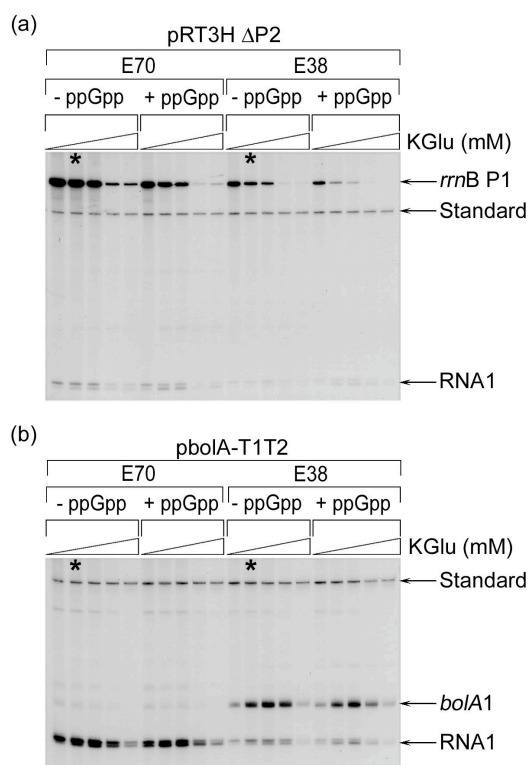 (a)
pRT3H ΔP2
E70 E38
- ppGpp + ppGpp - ppGpp + ppGpp
KGlu (mM)
* *
rrnB P1
Standard
RNA1
(b)
pbolA-T1T2
E70 E38
- ppGpp + ppGpp - ppGpp + ppGpp
KGlu (mM)
* *
Standard
bolA1
RNA1